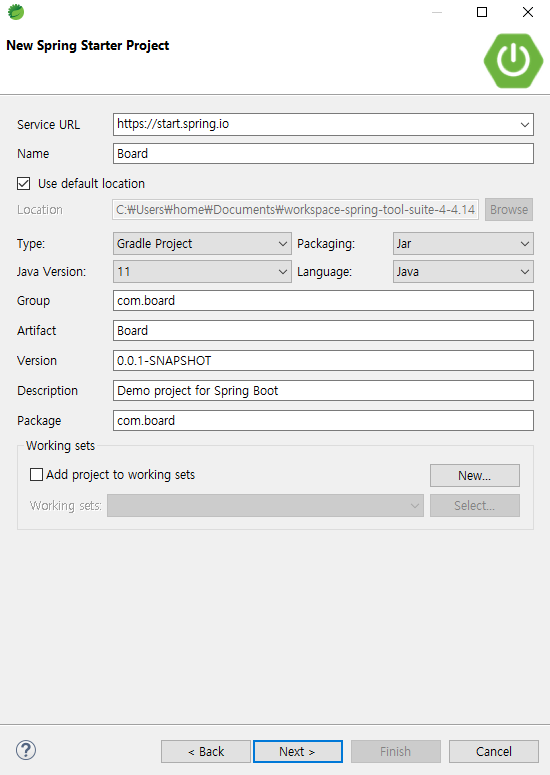 New Spring Starter Project
Service URL https://start.spring.io
Name Board
Use default location
Location C:₩Users₩home₩Documents₩workspace-spring-tool-suite-4-4.14 Browse
Type: Gradle Project Packaging: Jar
Java Version: 11 Language: Java
Group com.board
Artifact Board
Version 0.0.1-SNAPSHOT
Description Demo project for Spring Boot
Package com.board
Working sets
Add project to working sets New...
Working sets: Select...
? < Back Next > Finish Cancel